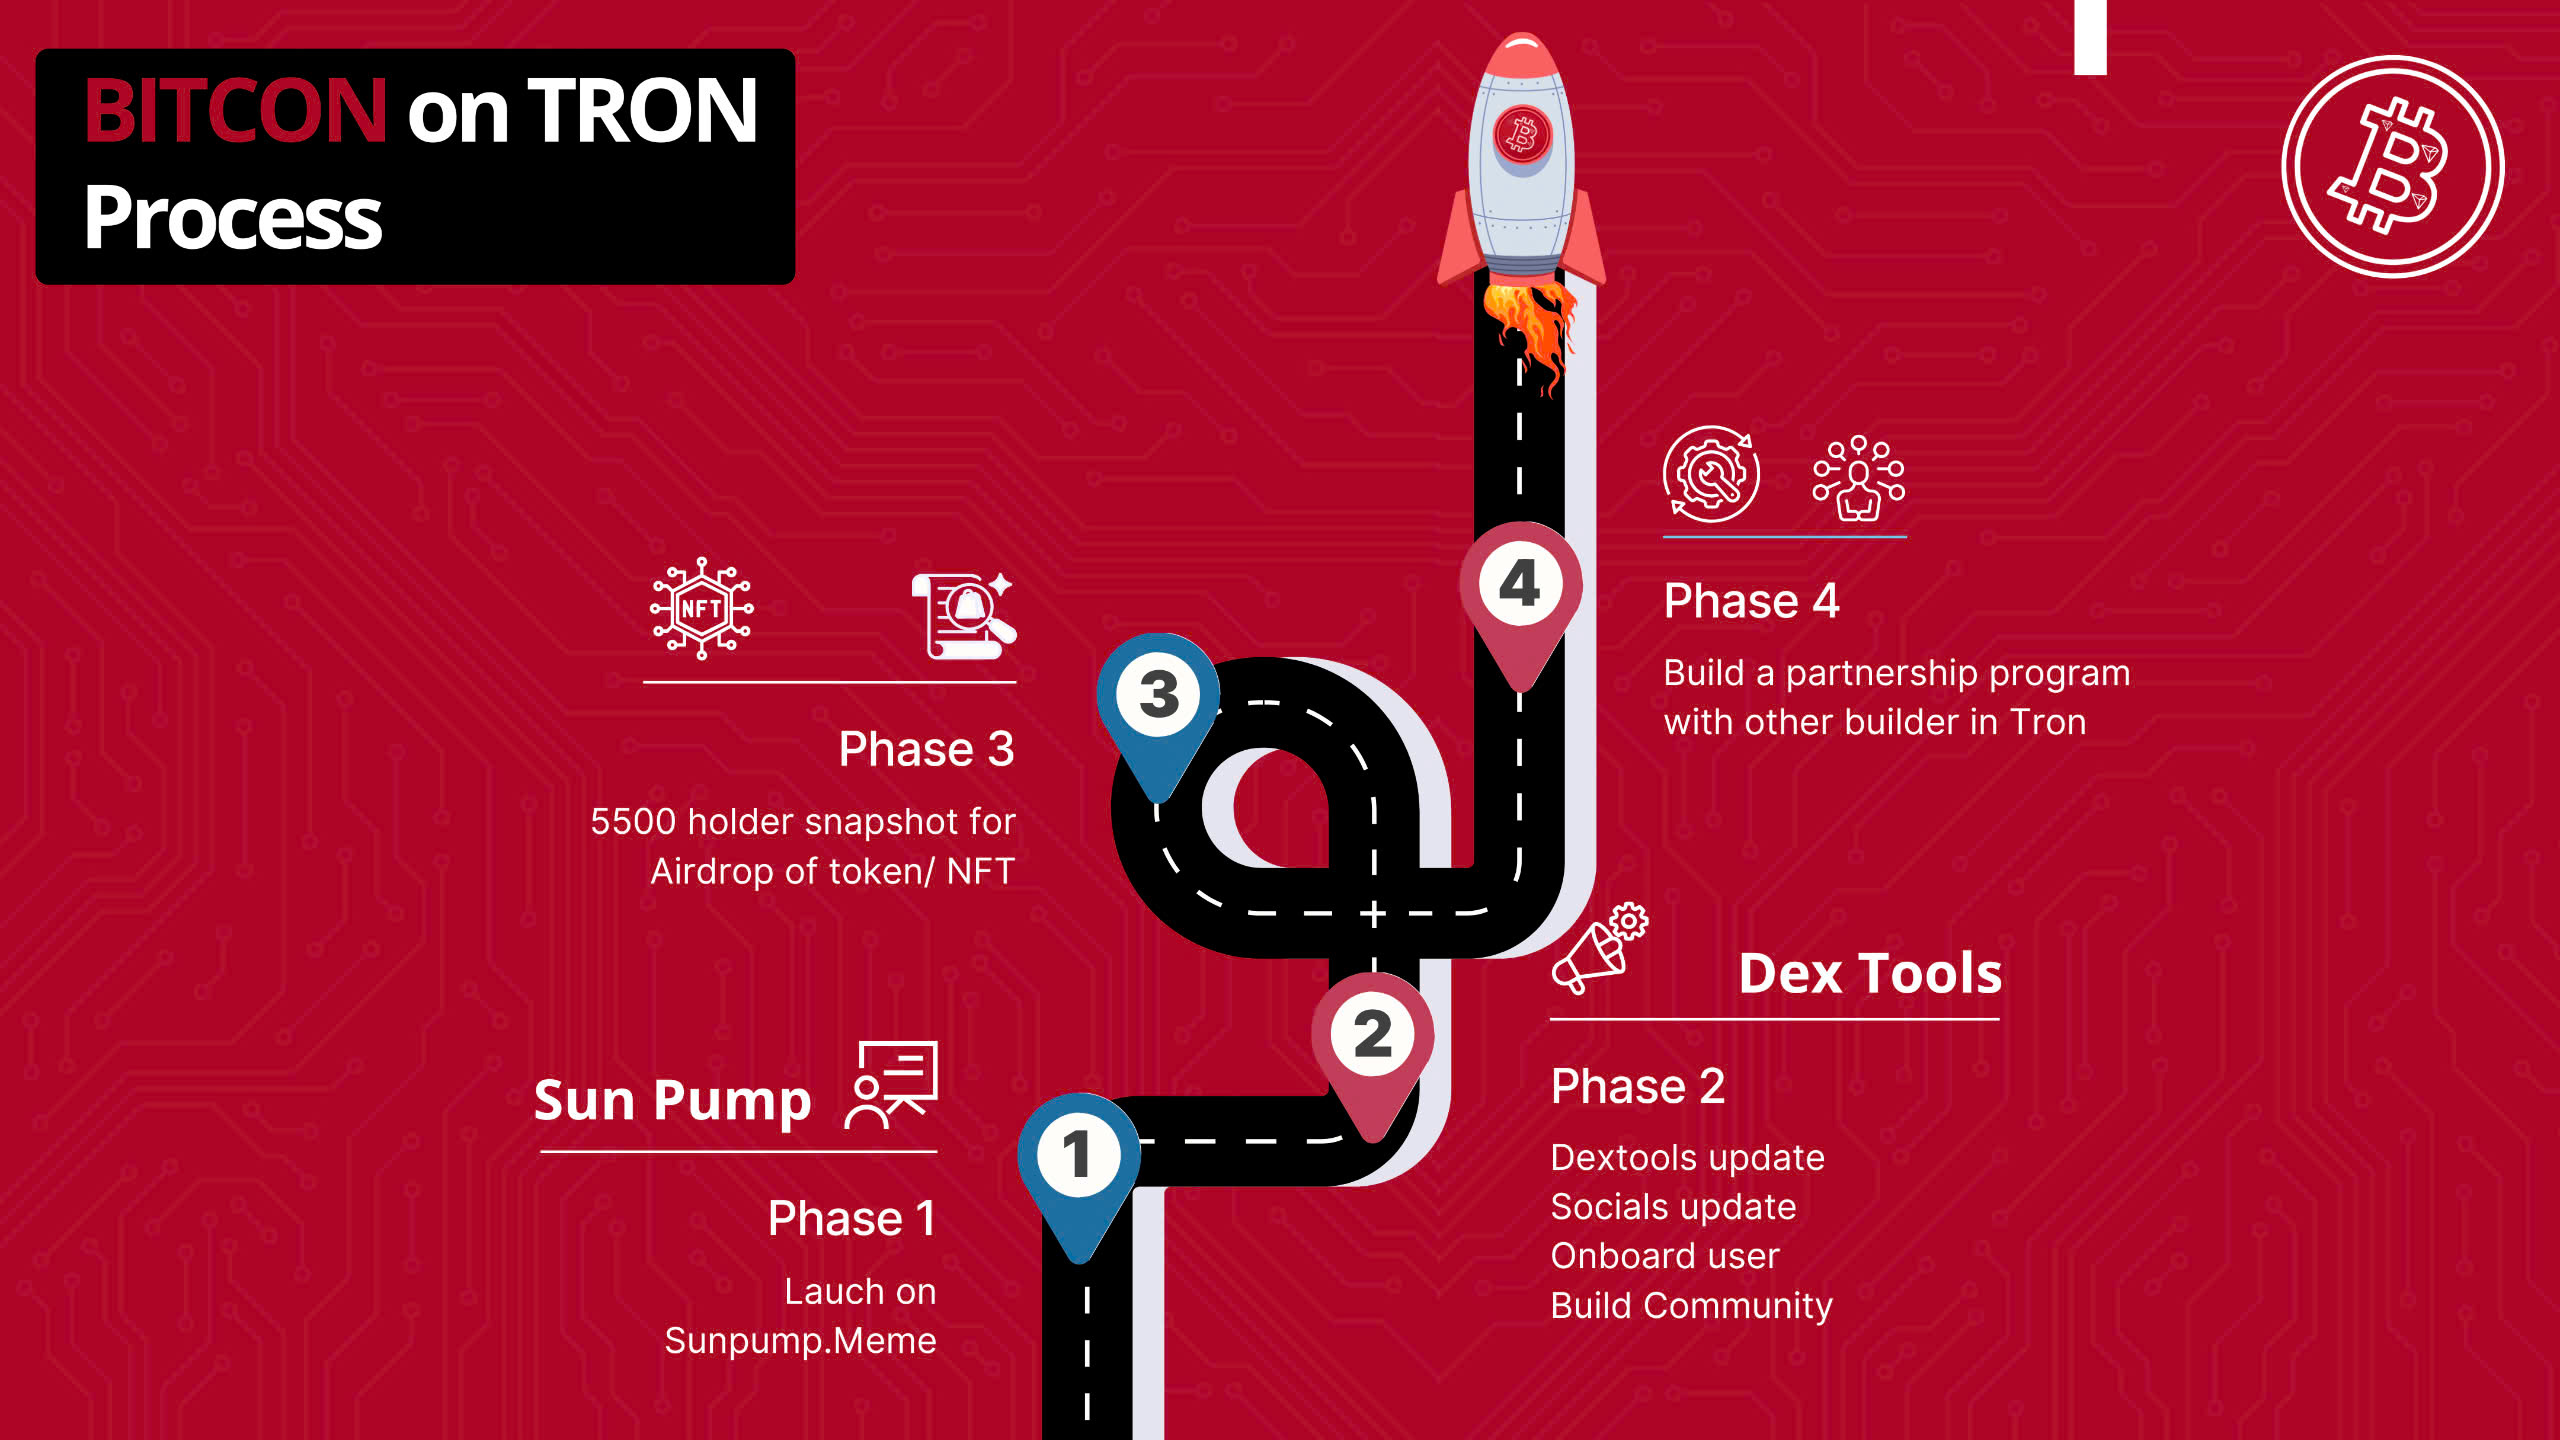 BITCON on TRON
Process
Sun Pump
1
Phase 1
Lauch on
Sunpump.Meme
Dex Tools
2
Phase 2
Dextools update
Socials update
Onboard user
Build Community
NFT
3
Phase 3
5500 holder snapshot for
Airdrop of token/ NFT
4
Phase 4
Build a partnership program
with other builder in Tron